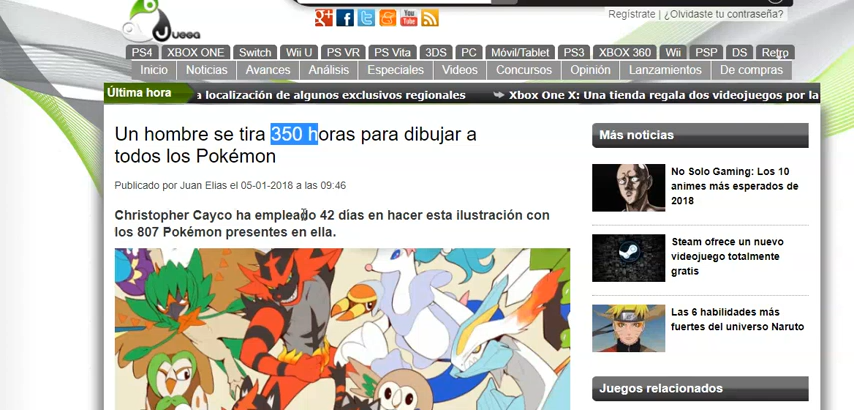 Juega
Regístrate | ¿Olvidaste tu contraseña?
PS4 XBOX ONE Switch Wii U PS VR PS Vita 3DS PC Móvil/Tablet PS3 XBOX 360 Wii PSP DS Retro
Inicio Noticias Avances Análisis Especiales Videos Concursos Opinión Lanzamientos De compras
Última hora a localización de algunos exclusivos regionales Xbox One X: Una tienda regala dos videojuegos por la
Un hombre se tira 350 horas para dibujar a
todos los Pokémon
Publicado por Juan Elias el 05-01-2018 a las 09:46
Christopher Cayco ha empleado 42 días en hacer esta ilustración con
los 807 Pokémon presentes en ella.
Más noticias
No Solo Gaming: Los 10
animes más esperados de
2018
Steam ofrece un nuevo
videojuego totalmente
gratis
Las 6 habilidades más
fuertes del universo Naruto
Juegos relacionados